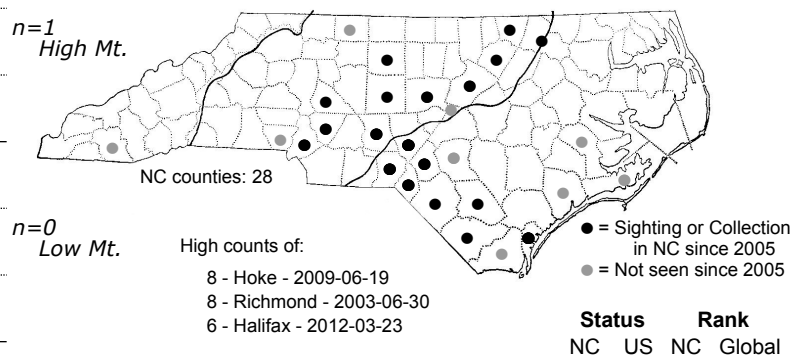 n=1
High Mt.
NC counties: 28
n=0
Low Mt.
High counts of:
8 - Hoke - 2009-06-19
8 - Richmond - 2003-06-30
6 - Halifax - 2012-03-23
● = Sighting or Collection
in NC since 2005
● = Not seen since 2005
Status Rank
NC US NC Global